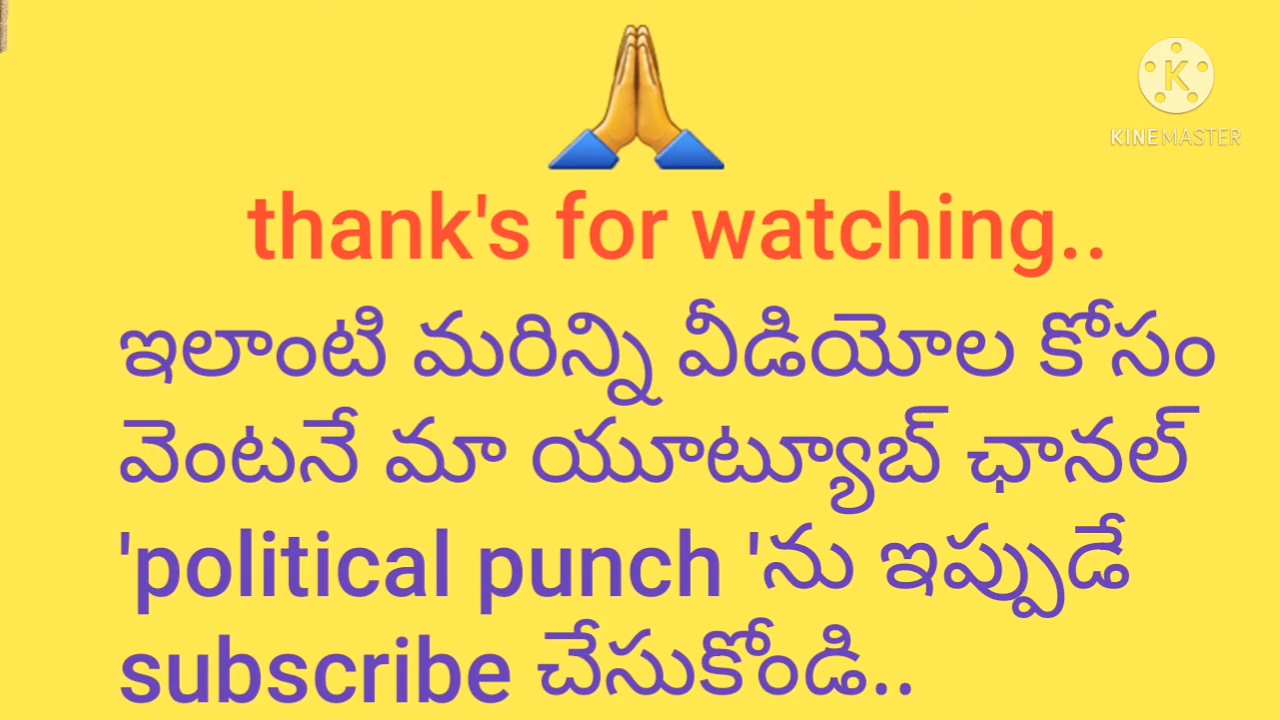 KINEMASTER
thank's for watching..
ఇలాంటి మరిన్ని వీడియోల కోసం
వెంటనే మా యూట్యూబ్ ఛానల్
'political punch 'ను ఇప్పుడే
subscribe చేసుకోండి..